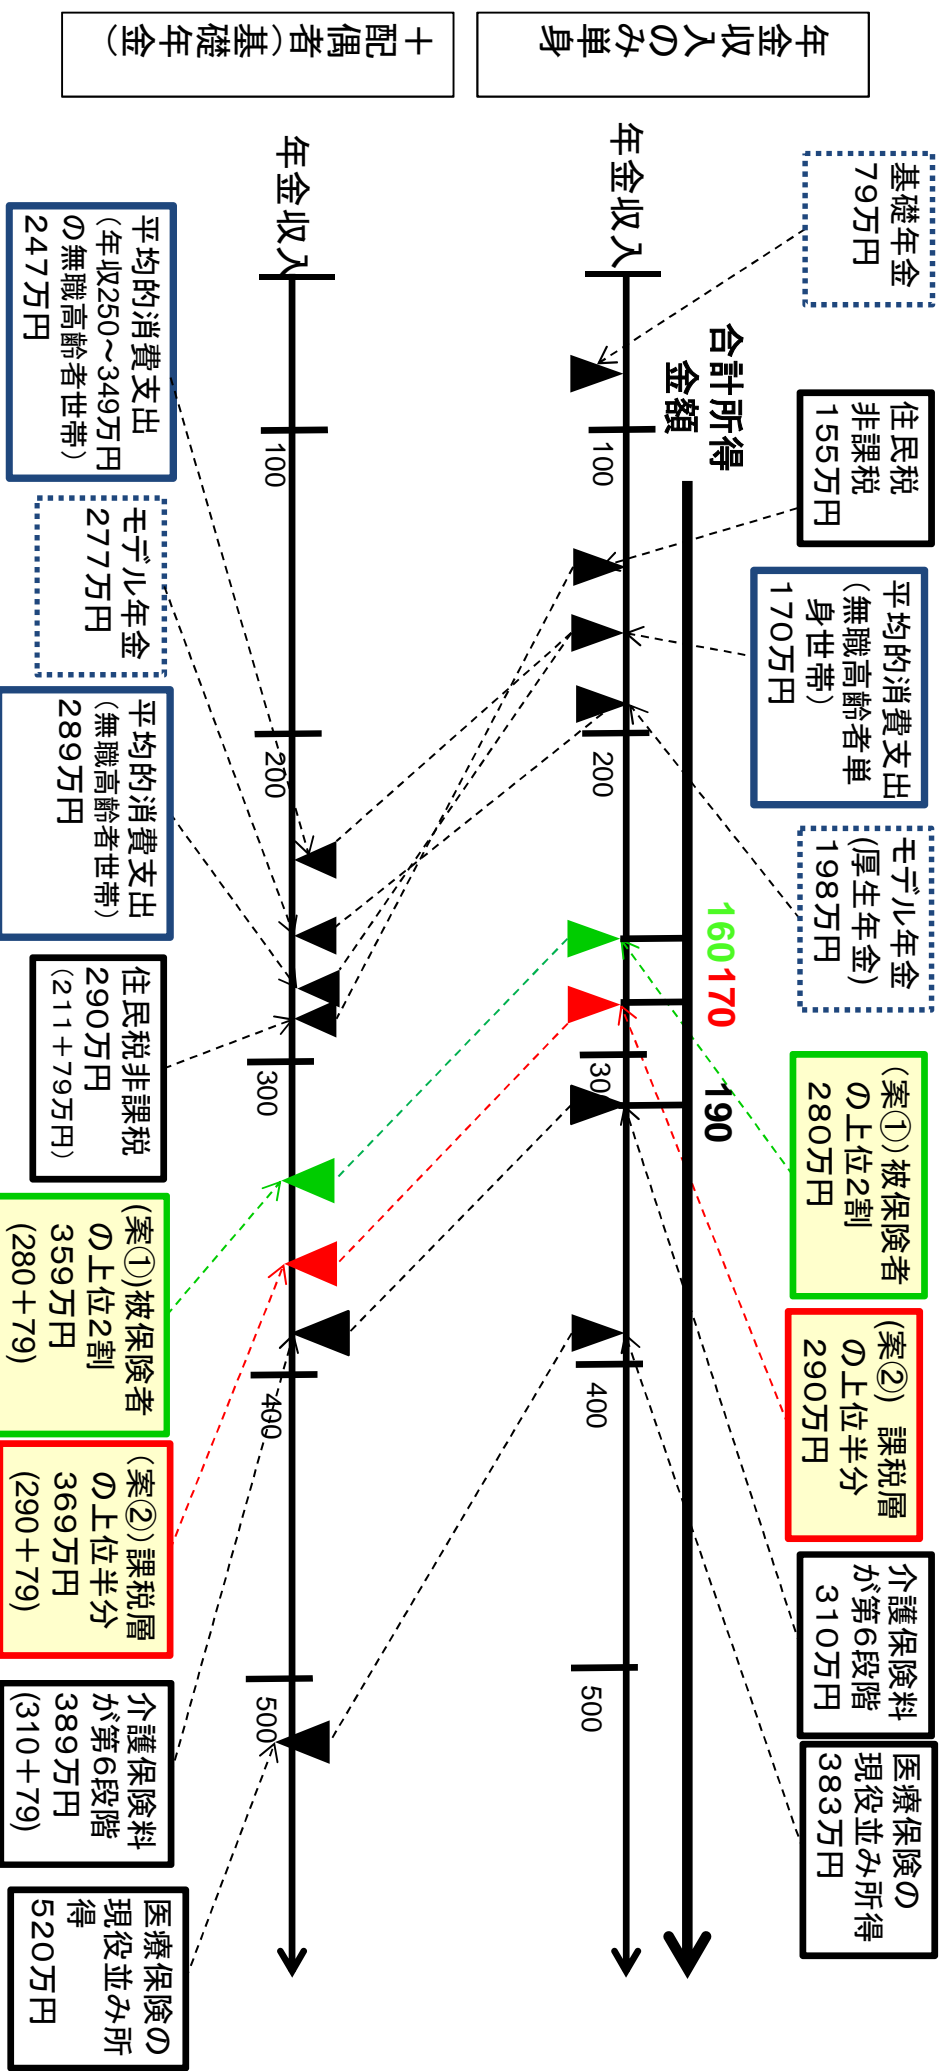 年金収入のみ単身
基礎年金
79万円
住民税
非課税
155万円
平均的消費支出
(無職高齢者単
身世帯)
170万円
モデル年金
(厚生年金)
198万円
(案①)被保険者
の上位2割
280万円
(案②) 課税層
の上位半分
290万円
介護保険料
が第6段階
310万円
医療保険の
現役並み所得
383万円
合計所得
金額
160
170
190
年金収入
100
200
300
400
500
+配偶者(基礎年金)
年金収入
100
200
300
400
500
平均的消費支出
(年収250~349万円
の無職高齢者世帯)
247万円
モデル年金
277万円
平均的消費支出
(無職高齢者世帯)
289万円
住民税非課税
290万円
(211+79万円)
(案①)被保険者
の上位2割
359万円
(280+79)
(案②)課税層
の上位半分
369万円
(290+79)
介護保険料
が第6段階
389万円
(310+79)
医療保険の
現役並み所
得
520万円